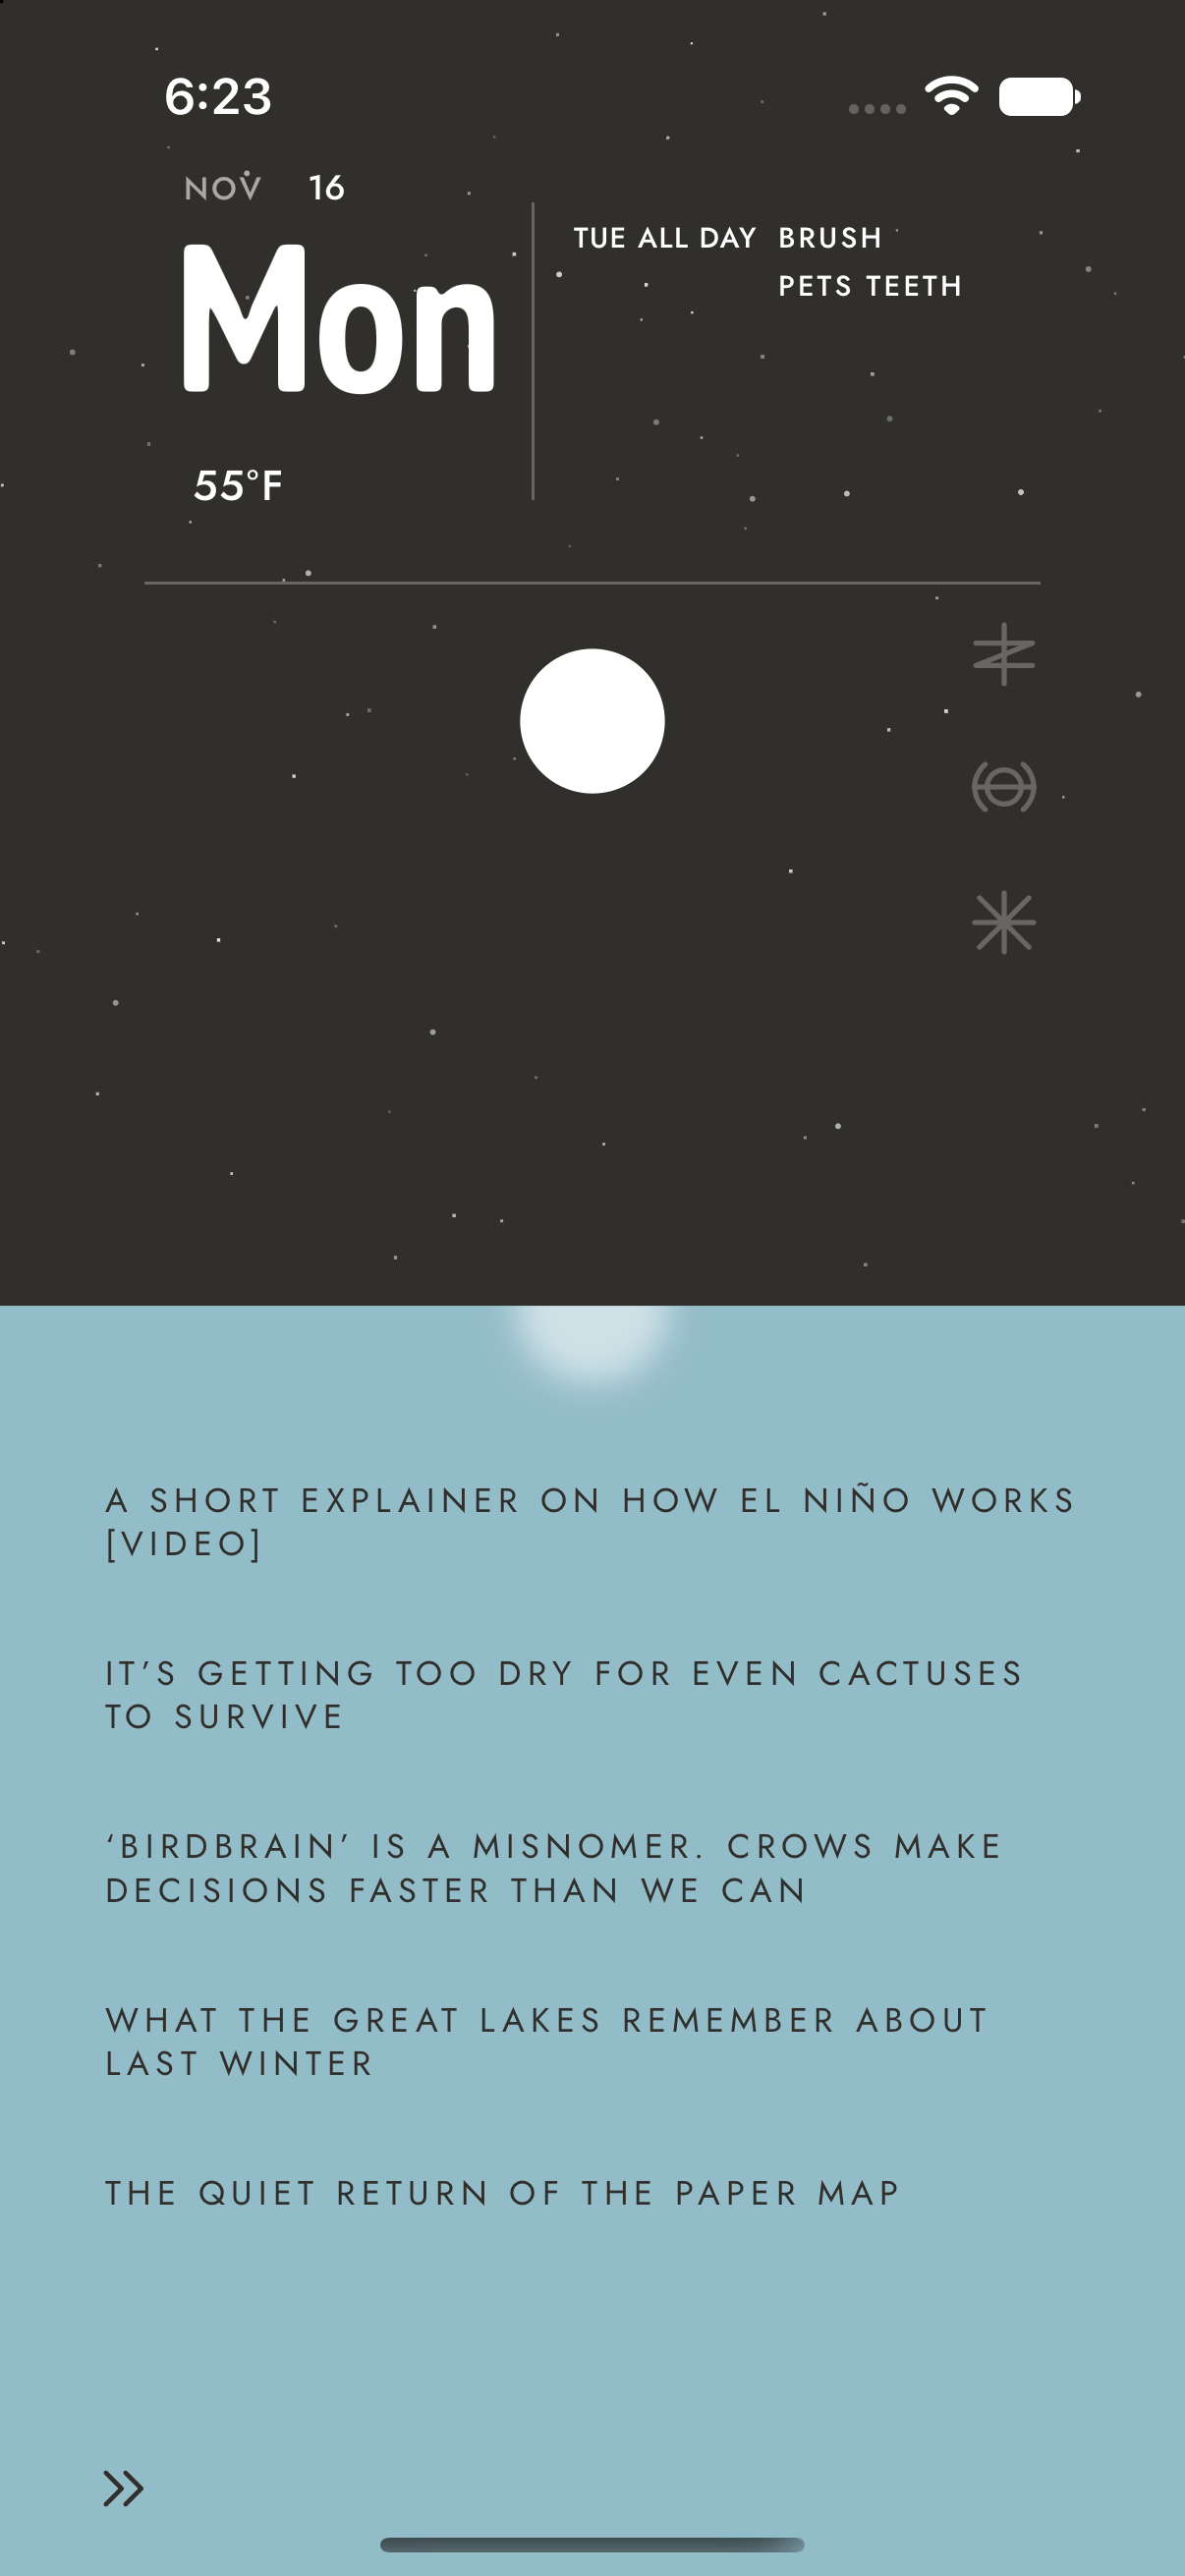 6:23
NOV 16
Mon
55°F
TUE ALL DAY BRUSH
PETS TEETH
A SHORT EXPLAINER ON HOW EL NIÑO WORKS
[VIDEO]
IT’S GETTING TOO DRY FOR EVEN CACTUSES
TO SURVIVE
‘BIRDBRAIN’ IS A MISNOMER. CROWS MAKE
DECISIONS FASTER THAN WE CAN
WHAT THE GREAT LAKES REMEMBER ABOUT
LAST WINTER
THE QUIET RETURN OF THE PAPER MAP